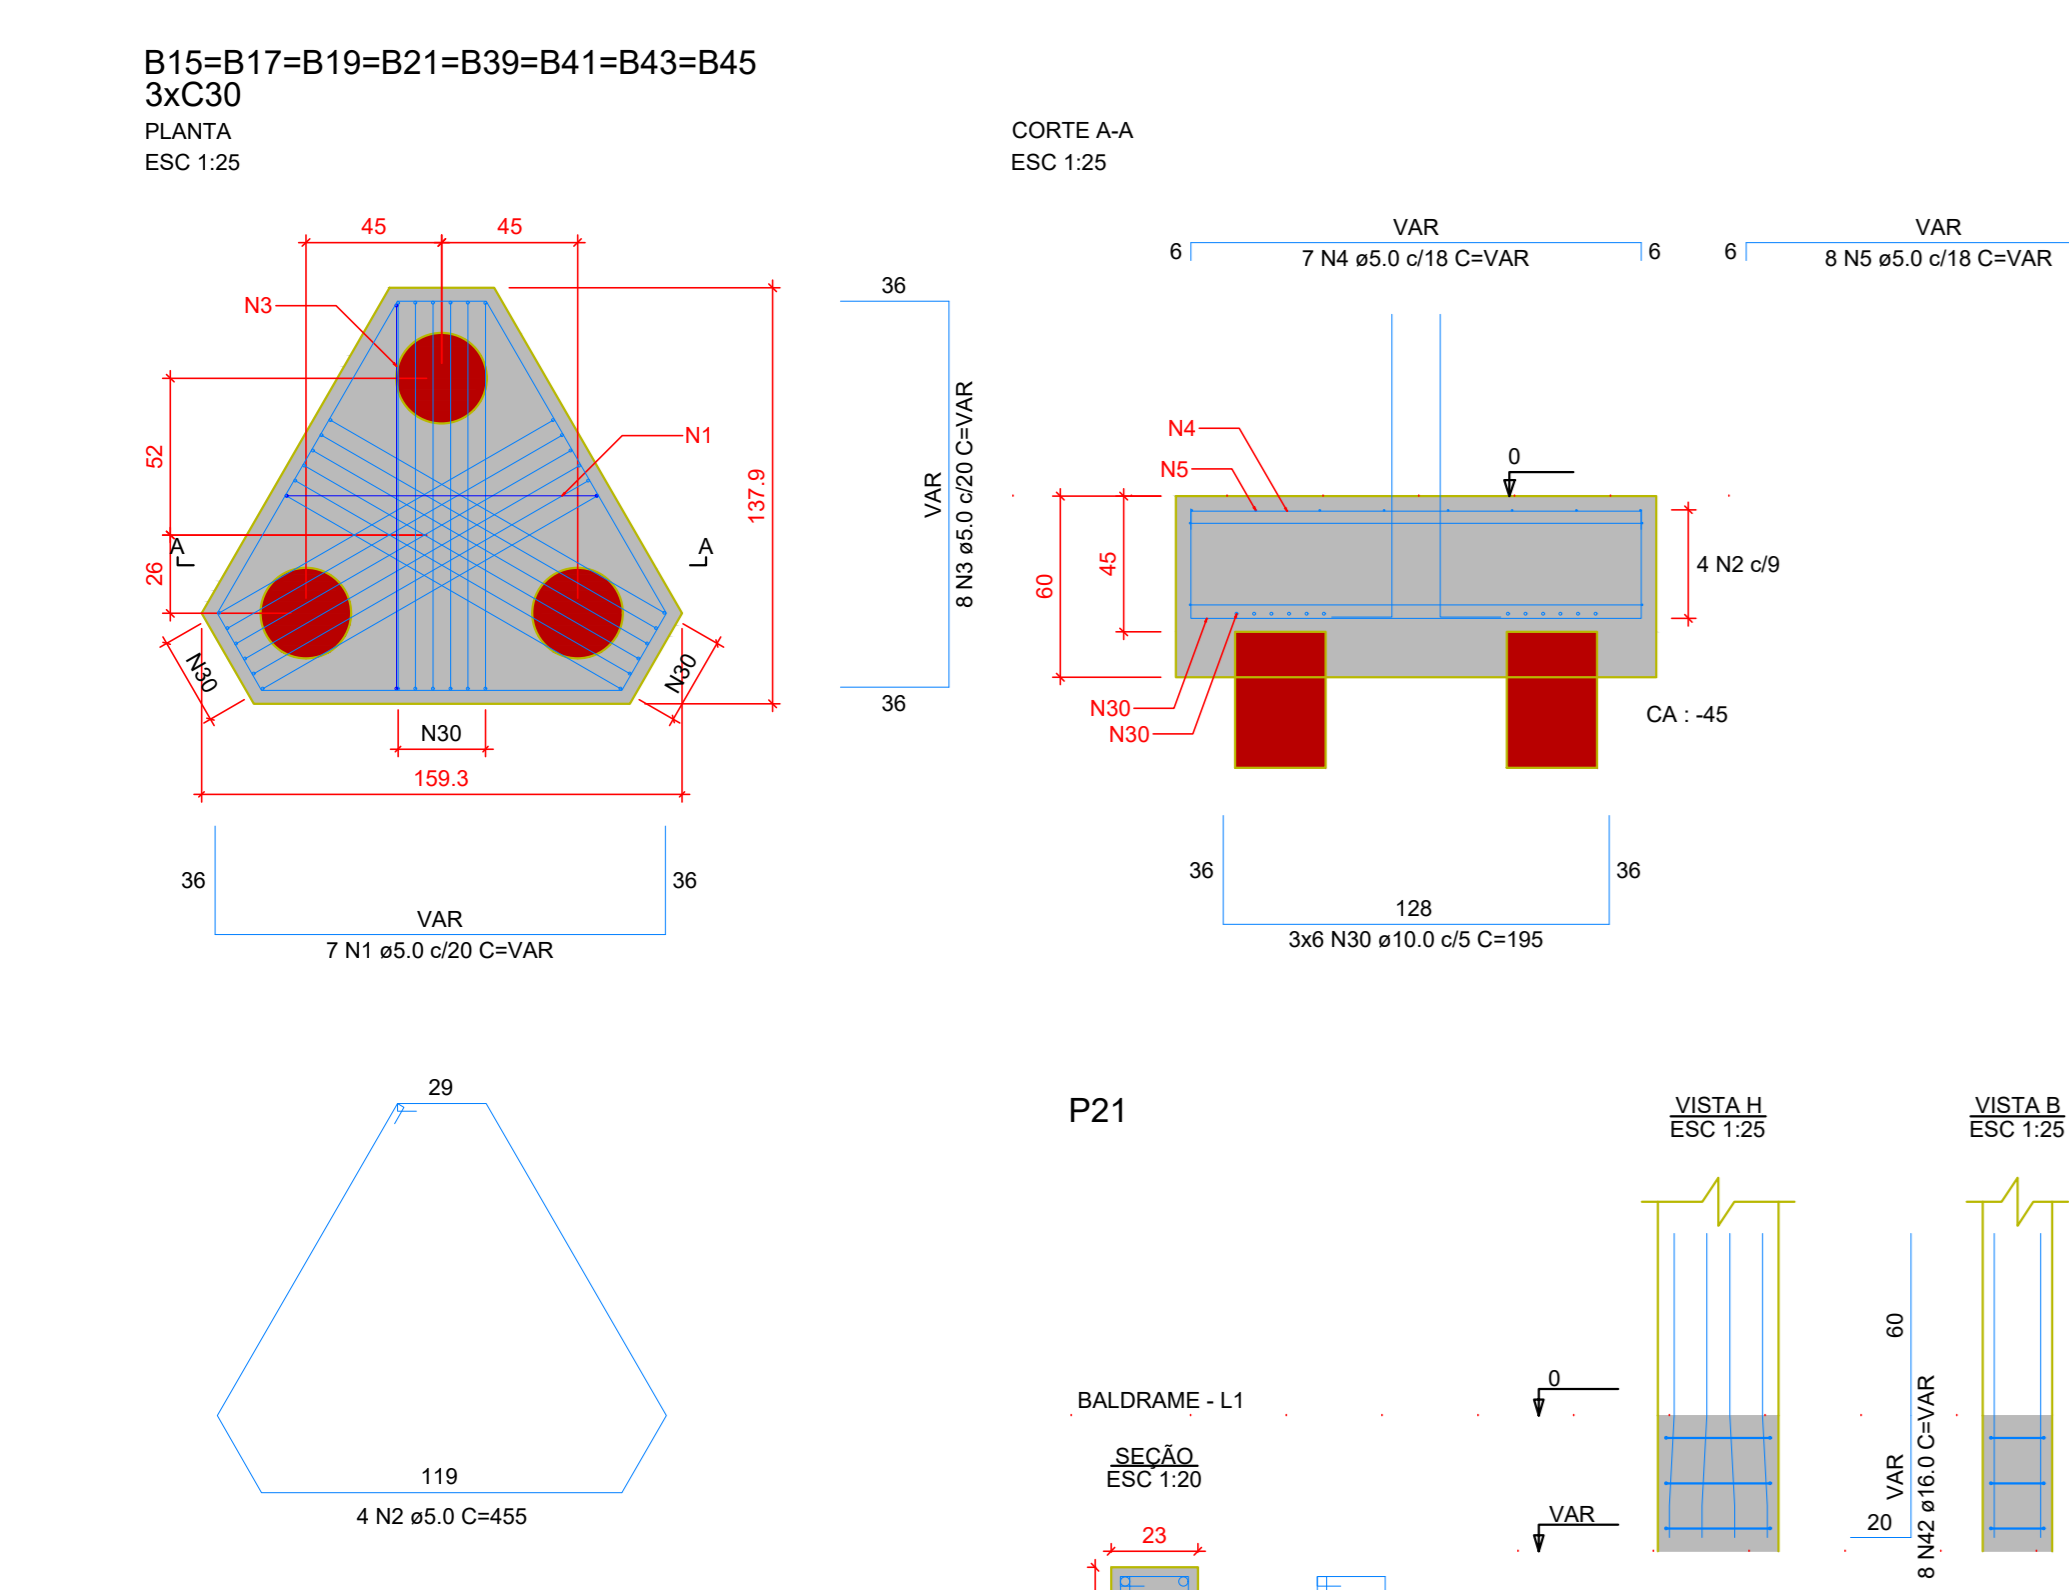 B15=B17=B19=B21=B39=B41=B43=B45
3xC30
PLANTA
ESC 1:25
45
45
N3
N1
52
26
137.9
A
A
N30
N30
N30
159.3
36
36
VAR
7 N1 ø5.0 c/20 C=VAR
36
VAR
8 N3 ø5.0 c/20 C=VAR
36
CORTE A-A
ESC 1:25
VAR
6
6
7 N4 ø5.0 c/18 C=VAR
VAR
6
8 N5 ø5.0 c/18 C=VAR
N4
N5
0
60
45
4 N2 c/9
N30
N30
CA : -45
36
36
128
3x6 N30 ø10.0 c/5 C=195
29
119
4 N2 ø5.0 C=455
P21
VISTA H
ESC 1:25
VISTA B
ESC 1:25
BALDRAME - L1
0
SEÇÃO
ESC 1:20
23
VAR
60
VAR
20
8 N42 ø16.0 C=VAR